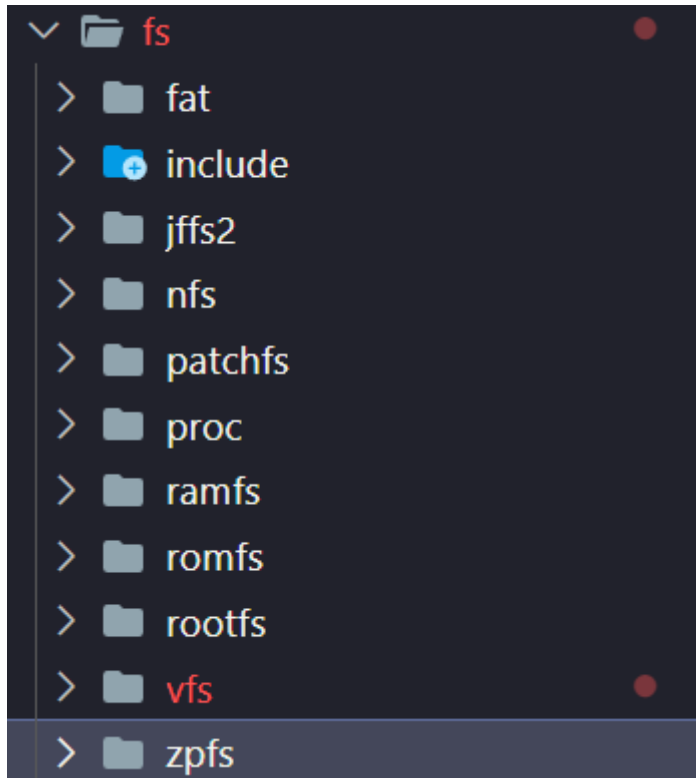 fs
fat
include
jffs2
nfs
patchfs
proc
ramfs
romfs
rootfs
vfs
zpfs